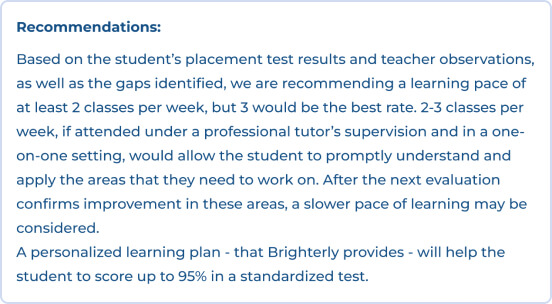 Recommendations:
Based on the student's placement test results and teacher observations,
as well as the gaps identified, we are recommending a learning pace of
at least 2 classes per week, but 3 would be the best rate. 2-3 classes per
week, if attended under a professional tutor's supervision and in a one-
on-one setting, would allow the student to promptly understand and
apply the areas that they need to work on. After the next evaluation
confirms improvement in these areas, a slower pace of learning may be
considered.
A personalized learning plan - that Brighterly provides - will help the
student to score up to 95% in a standardized test.